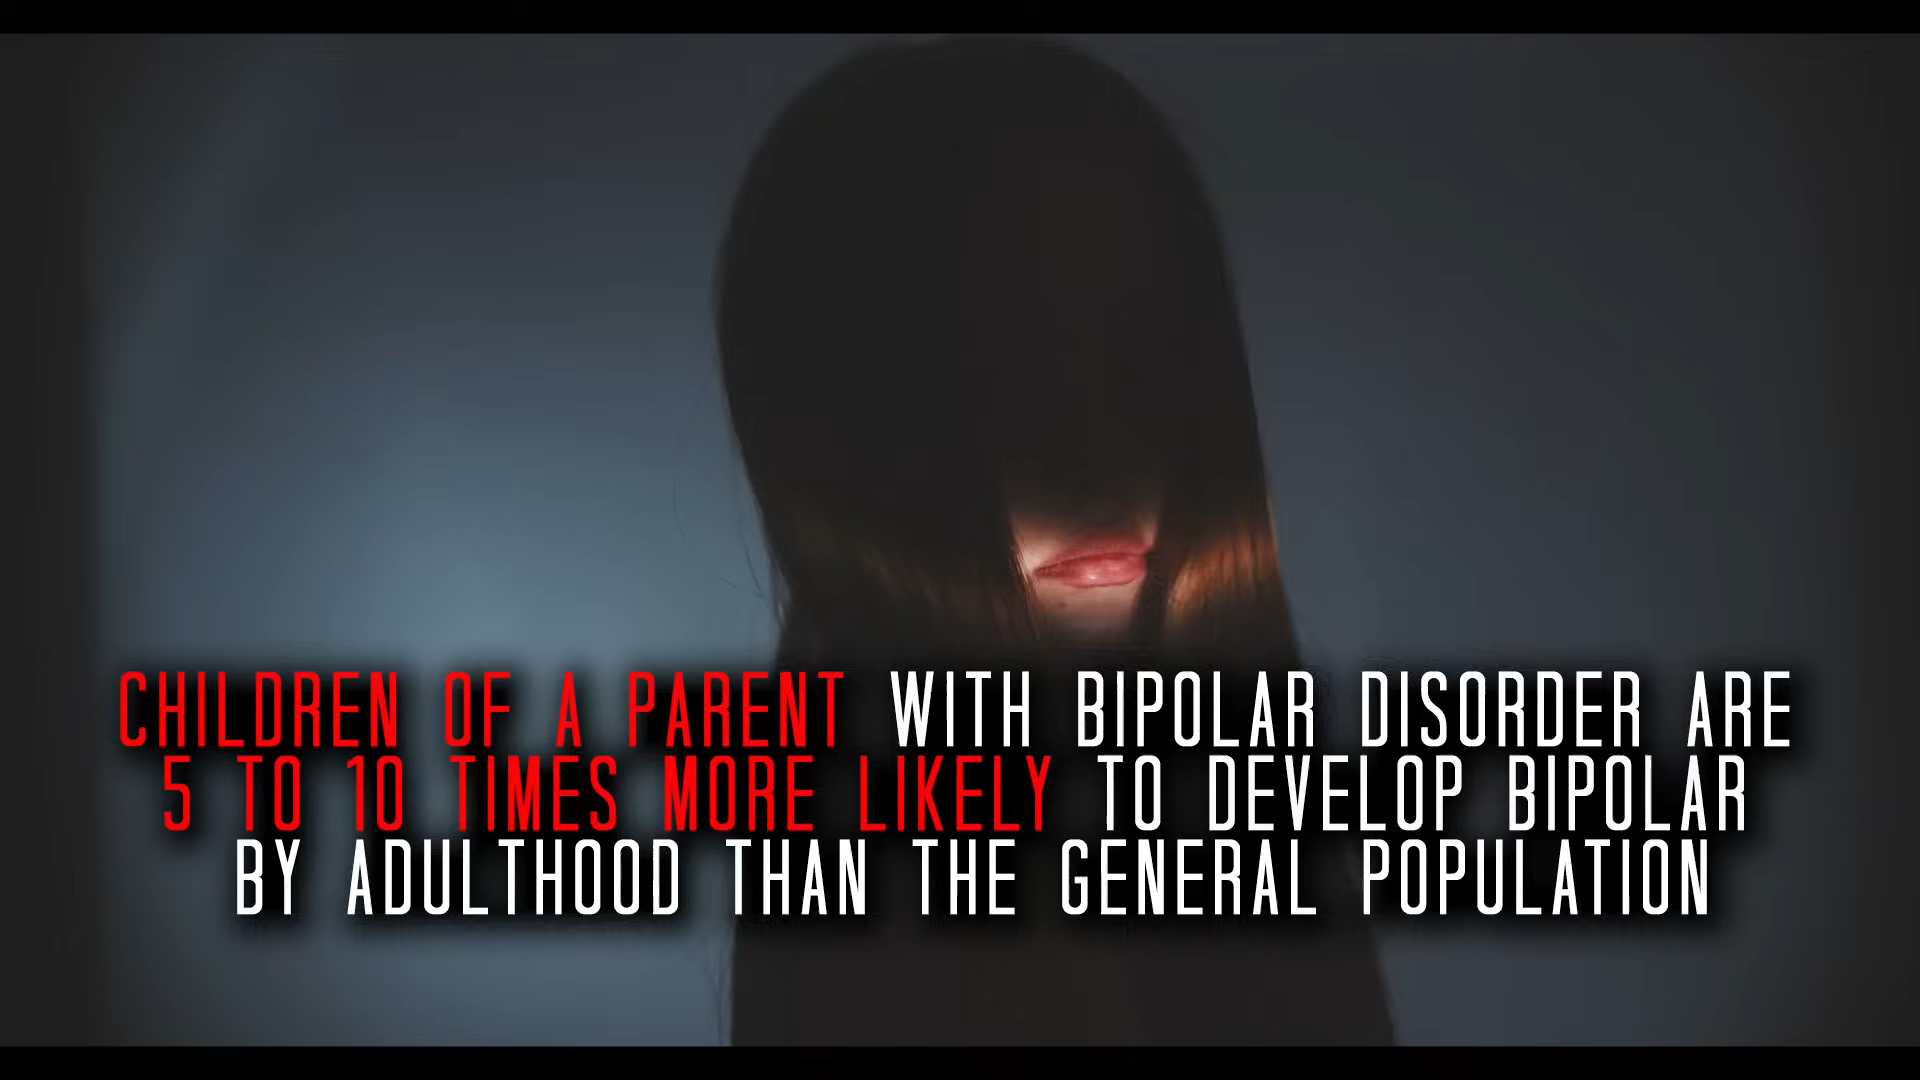 CHILDREN OF A PARENT WITH BIPOLAR DISORDER ARE
5 TO 10 TIMES MORE LIKELY TO DEVELOP BIPOLAR
BY ADULTHOOD THAN THE GENERAL POPULATION